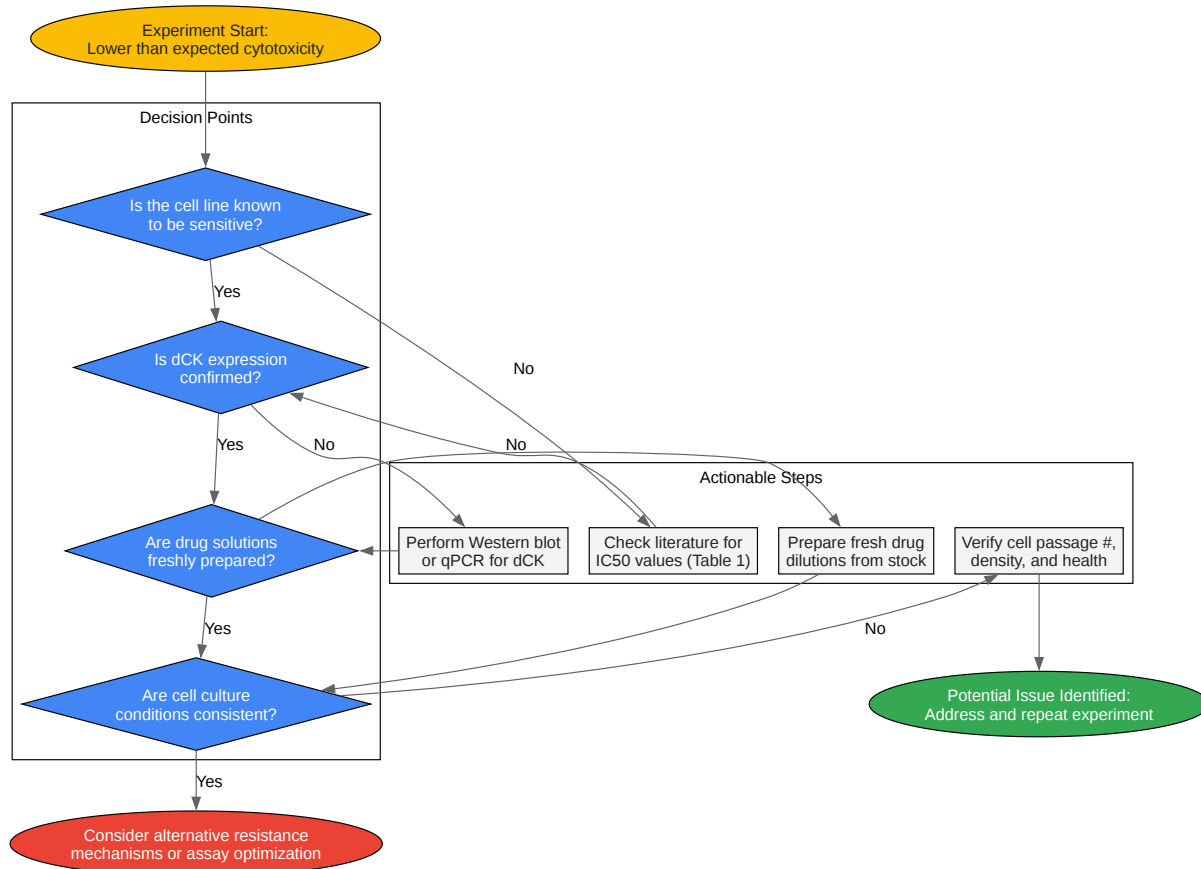 Experiment Start:
Lower than expected cytotoxicity
Decision Points
Is the cell line known
to be sensitive?
Yes
No
Is dCK expression
confirmed?
Yes
No
No
Actionable Steps
Are drug solutions
freshly prepared?
Perform Western blot
or qPCR for dCK
Check literature for
IC50 values (Table 1)
Prepare fresh drug
dilutions from stock
Verify cell passage #,
density, and health
Yes
No
Are cell culture
conditions consistent?
Potential Issue Identified:
Address and repeat experiment
Yes
Consider alternative resistance
mechanisms or assay optimization